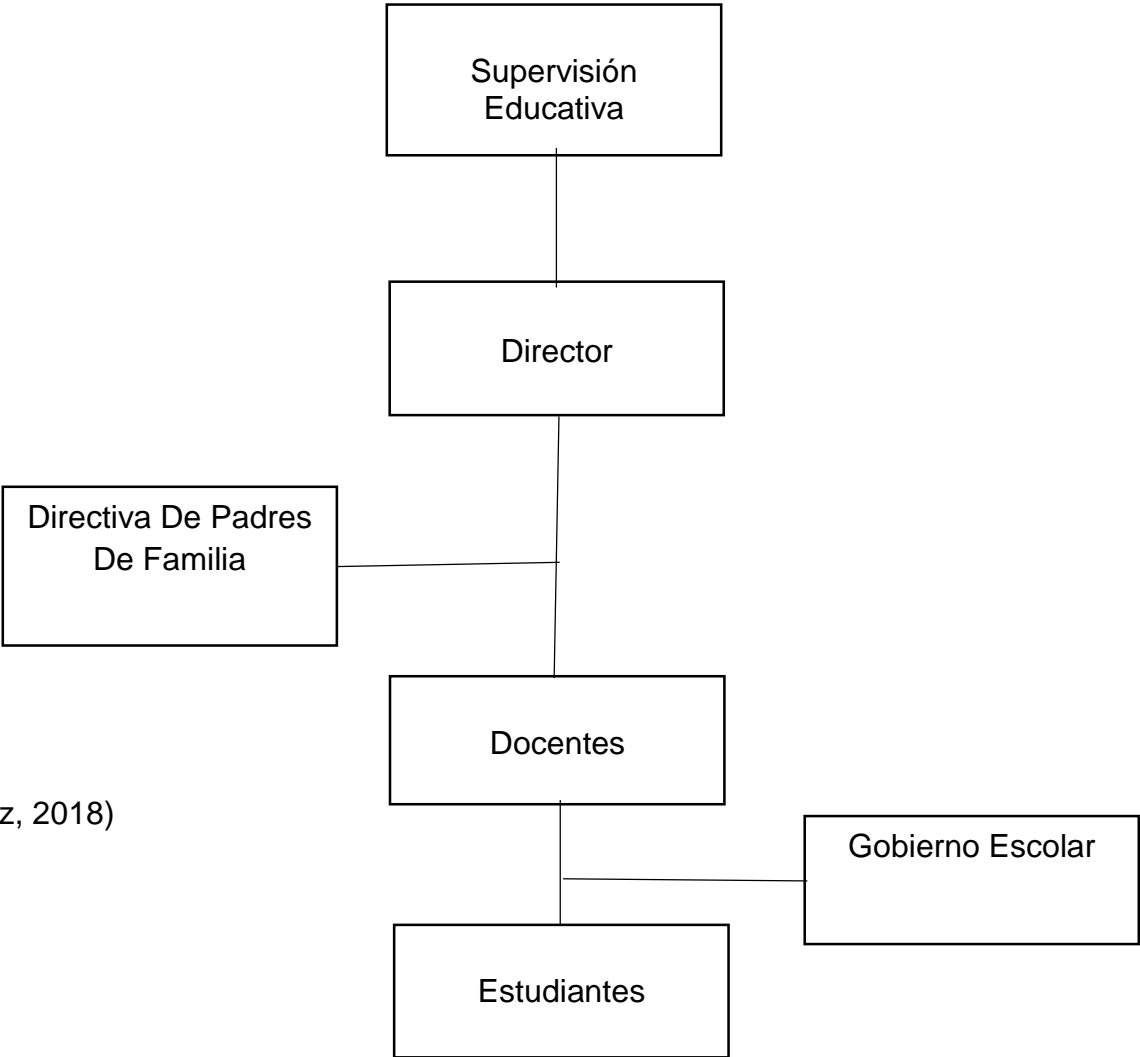 Supervisión
Educativa
Director
Directiva De Padres
De Familia
Docentes
z, 2018)
Gobierno Escolar
Estudiantes